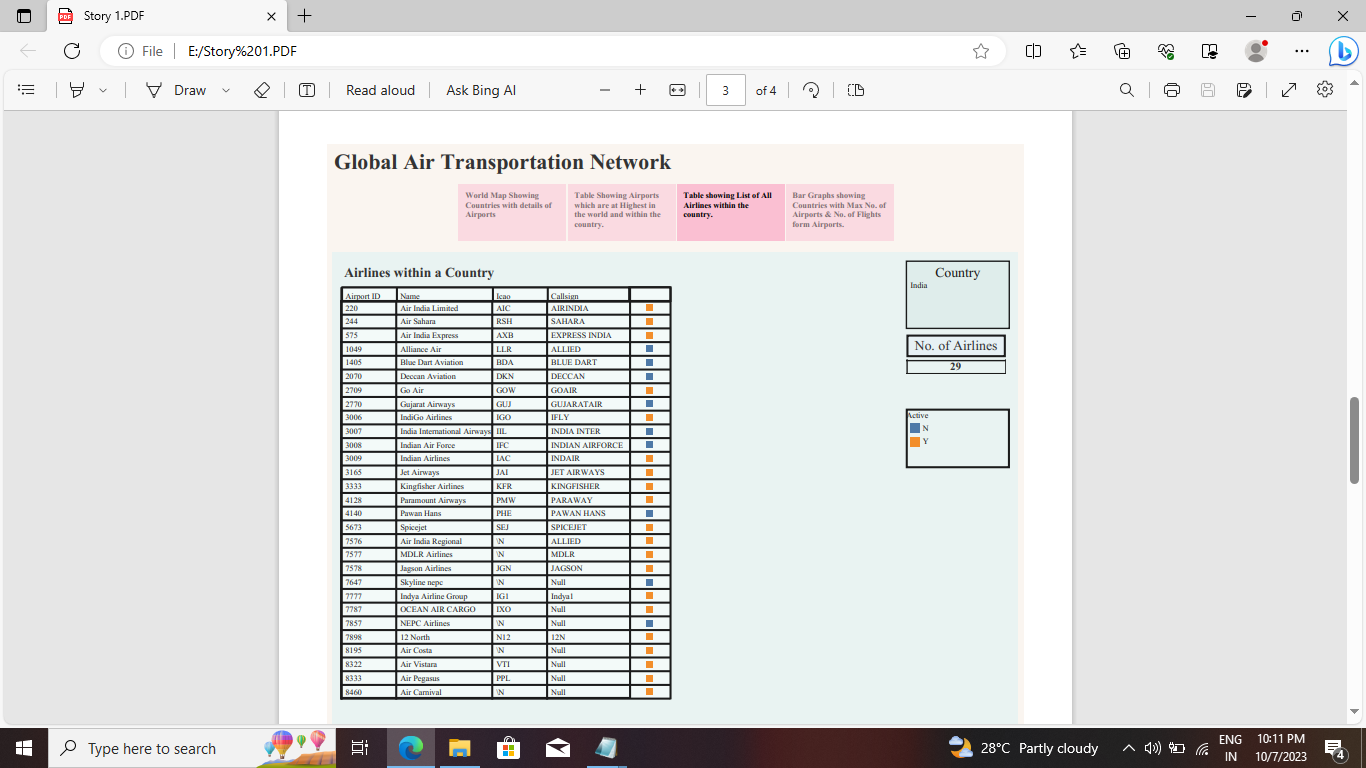 Story 1.PDF
File E:/Story%201.PDF
Draw Read aloud Ask Bing AI 3 of 4
Global Air Transportation Network
World Map Showing Countries with details of Airports
Table Showing Airports which are at Highest in the world and within the country.
Table showing List of All Airlines within the country.
Bar Graphs showing Countries with Max No. of Airports & No. of Flights form Airports.
Airlines within a Country
Airport ID Name Icao Callsign
220 Air India Limited AIC AIRINDIA
244 Air Sahara RSH SAHARA
575 Air India Express AXB EXPRESS INDIA
1049 Alliance Air LLR ALLIED
1405 Blue Dart Aviation BDA BLUE DART
2070 Deccan Aviation DKN DECCAN
2709 Go Air GOW GOAIR
2770 Gujarat Airways GUJ GUJARATAIR
3006 IndiGo Airlines IGO IFLY
3007 India International Airways IIL INDIA INTER
3008 Indian Air Force IFC INDIAN AIRFORCE
3009 Indian Airlines IAC INDAIR
3165 Jet Airways JAI JET AIRWAYS
3333 Kingfisher Airlines KFR KINGFISHER
4128 Paramount Airways PMW PARAWAY
4140 Pawan Hans PHE PAWAN HANS
5673 Spicejet SEJ SPICEJET
7576 Air India Regional \N ALLIED
7577 MDLR Airlines \N MDLR
7578 Jagson Airlines JGN JAGSON
7647 Skyline nepc \N Null
7777 Indya Airline Group IG1 Indya1
7787 OCEAN AIR CARGO IXO Null
7857 NEPC Airlines \N Null
7898 12 North N12 12N
8195 Air Costa \N Null
8322 Air Vistara VTI Null
8333 Air Pegasus PPL Null
8460 Air Carnival \N Null
Country
India
No. of Airlines
29
Active
N
Y
Type here to search
28°C Partly cloudy
ENG
IN
10:11 PM
10/7/2023
4